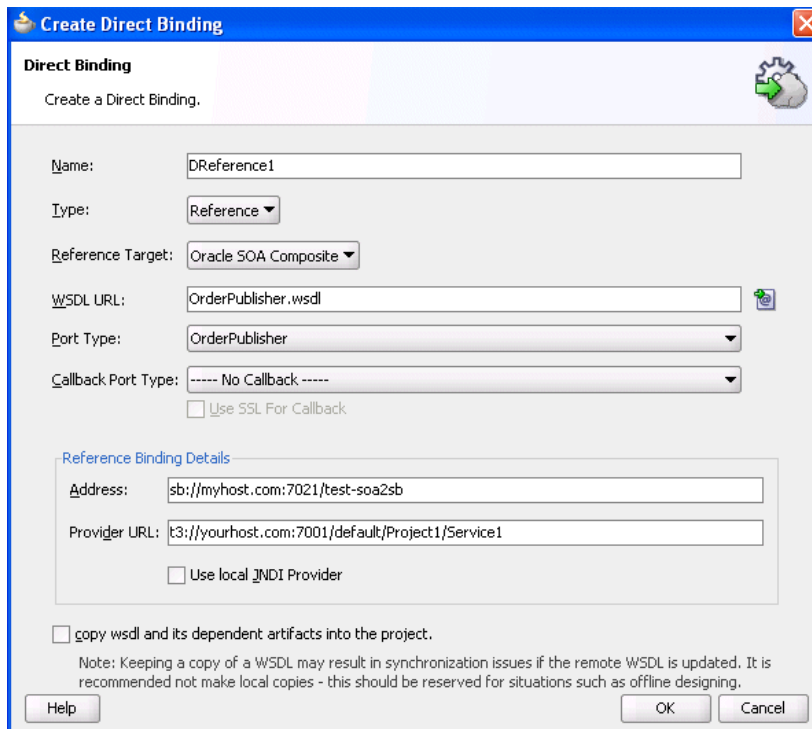 Create Direct Binding
Direct Binding
Create a Direct Binding.
Name: DReference1
Type: Reference
Reference Target: Oracle SOA Composite
WSDL URL: OrderPublisher.wsdl
Port Type: OrderPublisher
Callback Port Type: ----- No Callback -----
Use SSL For Callback
Reference Binding Details
Address: sb://myhost.com:7021/test-soa2sb
Provider URL: t3://yourhost.com:7001/default/Project1/Service1
Use local JNDI Provider
copy wsdl and its dependent artifacts into the project.
Note: Keeping a copy of a WSDL may result in synchronization issues if the remote WSDL is updated. It is
recommended not make local copies - this should be reserved for situations such as offline designing.
Help OK Cancel